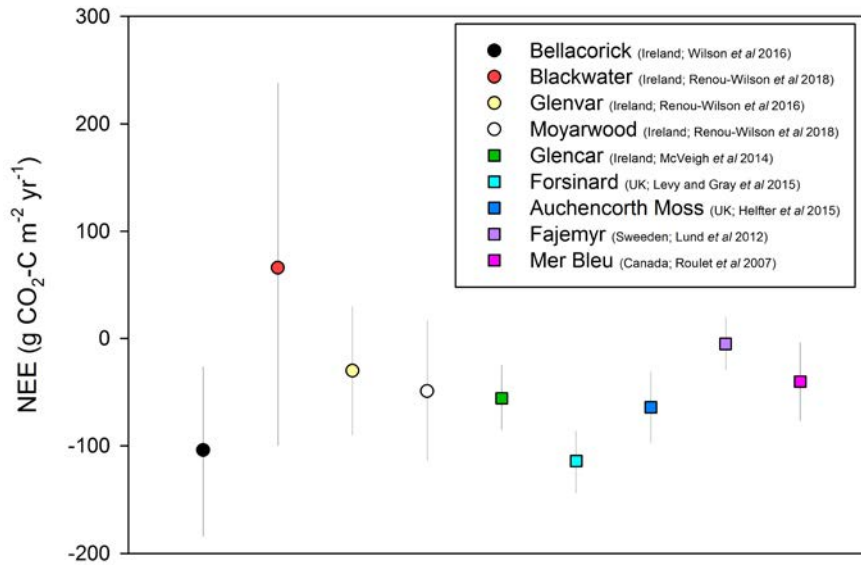 300
200
100
0
-100
-200
NEE (g CO₂-C m⁻² yr⁻¹)
Bellacorick (Ireland; Wilson et al 2016)
Blackwater (Ireland; Renou-Wilson et al 2018)
Glenvar (Ireland; Renou-Wilson et al 2016)
Moyarwood (Ireland; Renou-Wilson et al 2018)
Glencar (Ireland; McVeigh et al 2014)
Forsinard (UK; Levy and Gray et al 2015)
Auchencorth Moss (UK; Helfter et al 2015)
Fajemyr (Sweeden; Lund et al 2012)
Mer Bleu (Canada; Roulet et al 2007)